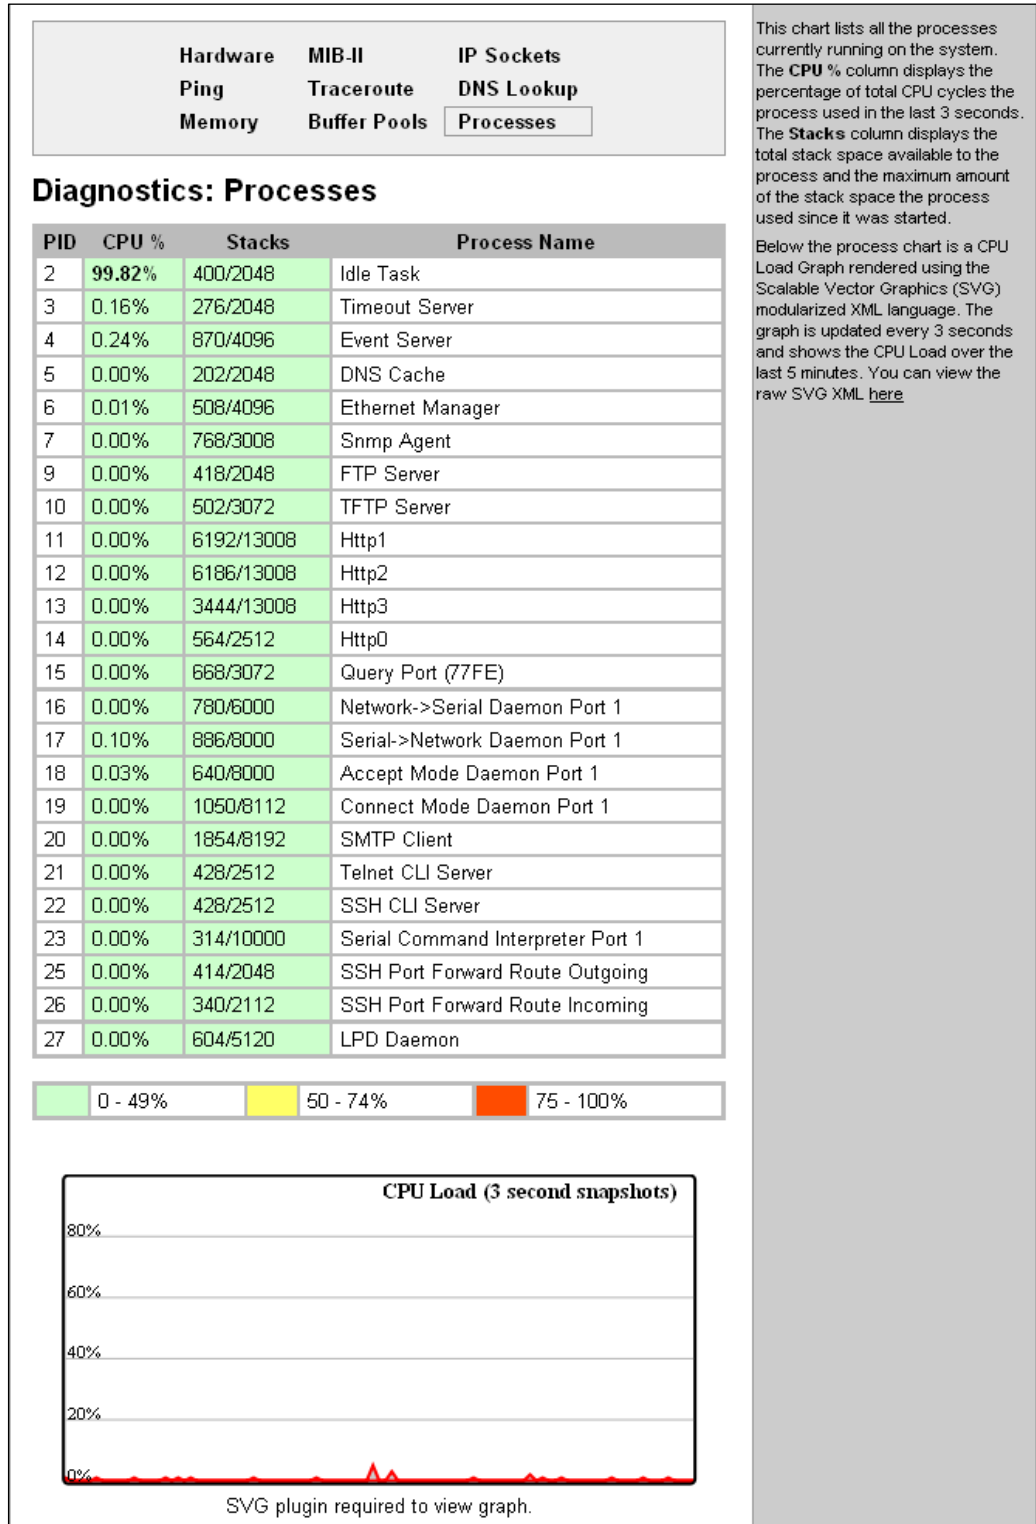 Hardware MIB-II IP Sockets
Ping Traceroute DNS Lookup
Memory Buffer Pools Processes
Diagnostics: Processes
PID CPU % Stacks Process Name
2 99.82% 400/2048 Idle Task
3 0.16% 276/2048 Timeout Server
4 0.24% 870/4096 Event Server
5 0.00% 202/2048 DNS Cache
6 0.01% 508/4096 Ethernet Manager
7 0.00% 768/3008 Snmp Agent
9 0.00% 418/2048 FTP Server
10 0.00% 502/3072 TFTP Server
11 0.00% 6192/13008 Http1
12 0.00% 6186/13008 Http2
13 0.00% 3444/13008 Http3
14 0.00% 564/2512 Http0
15 0.00% 668/3072 Query Port (77FE)
16 0.00% 780/6000 Network->Serial Daemon Port 1
17 0.10% 886/8000 Serial->Network Daemon Port 1
18 0.03% 640/8000 Accept Mode Daemon Port 1
19 0.00% 1050/8112 Connect Mode Daemon Port 1
20 0.00% 1854/8192 SMTP Client
21 0.00% 428/2512 Telnet CLI Server
22 0.00% 428/2512 SSH CLI Server
23 0.00% 314/10000 Serial Command Interpreter Port 1
25 0.00% 414/2048 SSH Port Forward Route Outgoing
26 0.00% 340/2112 SSH Port Forward Route Incoming
27 0.00% 604/5120 LPD Daemon
0 - 49% 50 - 74% 75 - 100%
CPU Load (3 second snapshots)
80%
60%
40%
20%
0%
SVG plugin required to view graph.
This chart lists all the processes
currently running on the system.
The CPU % column displays the
percentage of total CPU cycles the
process used in the last 3 seconds.
The Stacks column displays the
total stack space available to the
process and the maximum amount
of the stack space the process
used since it was started.
Below the process chart is a CPU
Load Graph rendered using the
Scalable Vector Graphics (SVG)
modularized XML language. The
graph is updated every 3 seconds
and shows the CPU Load over the
last 5 minutes. You can view the
raw SVG XML here